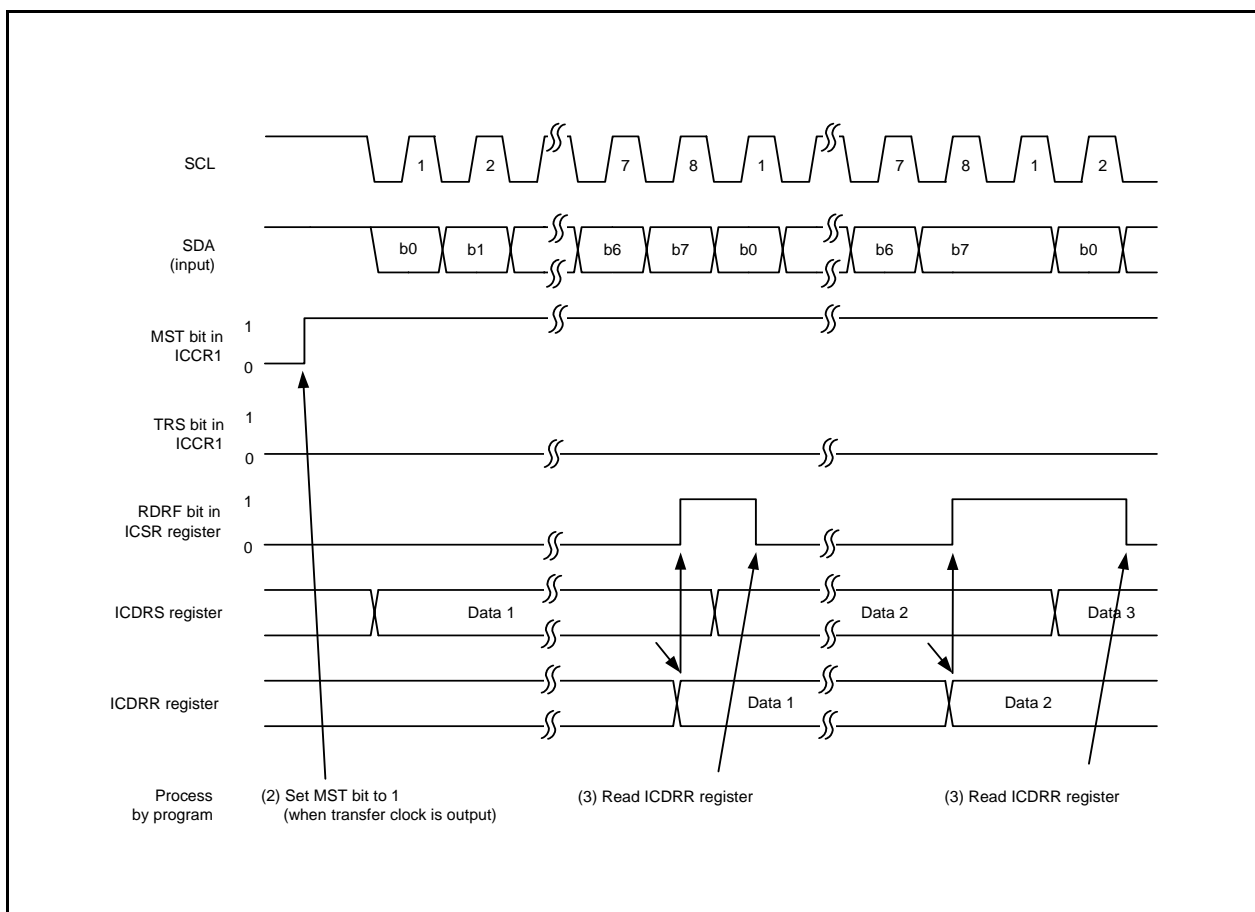 SCL
1 2 7 8 1 7 8 1 2
SDA
(input)
b0 b1 b6 b7 b0 b6 b7 b0
MST bit in
ICCR1
1
0
TRS bit in
ICCR1
1
0
RDRF bit in
ICSR register
1
0
ICDRS register
Data 1 Data 2 Data 3
ICDRR register
Data 1 Data 2
Process
by program
(2) Set MST bit to 1
(when transfer clock is output)
(3) Read ICDRR register
(3) Read ICDRR register